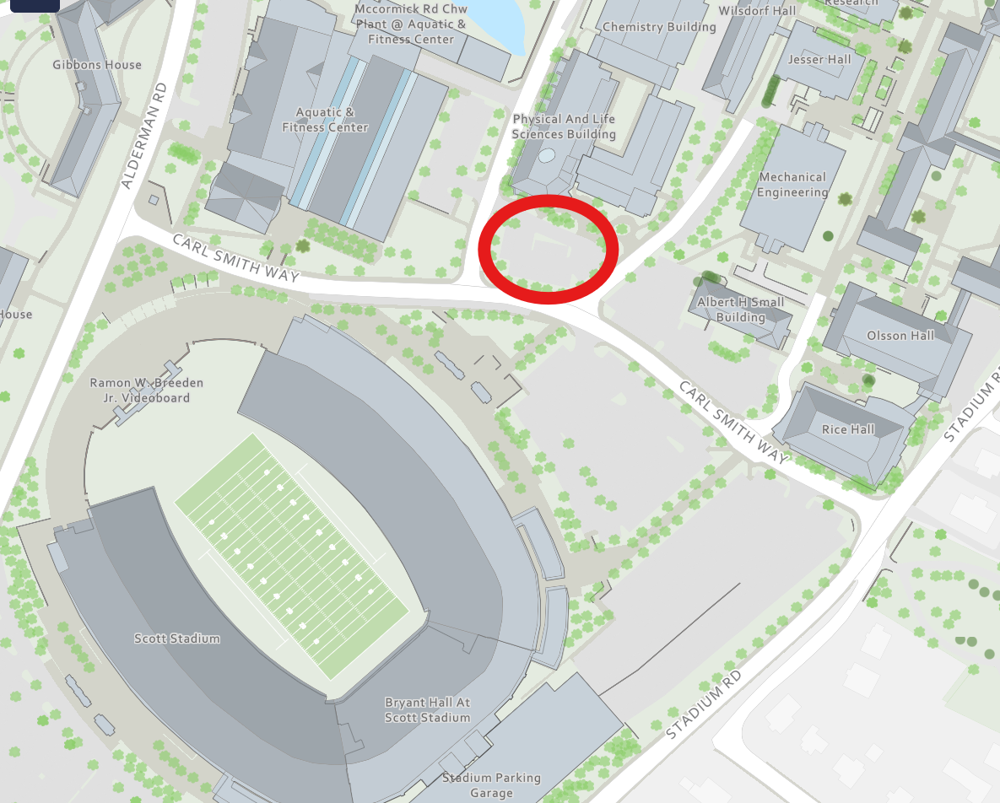 Mccormick Rd Chw
Plant @ Aquatic &
Fitness Center
Wilsdorf Hall
Research
Chemistry Building
Gibbons House
Jesser Hall
Aquatic &
Fitness Center
Physical And Life
Sciences Building
ALDERMAN RD
Mechanical
Engineering
CARL SMITH WAY
House
Albert H Small
Building
Olsson Hall
Ramon W. Breeden
Jr. Videoboard
CARL SMITH WAY
Rice Hall
STADIUM RD
Scott Stadium
Bryant Hall At
Scott Stadium
STADIUM RD
Stadium Parking
Garage